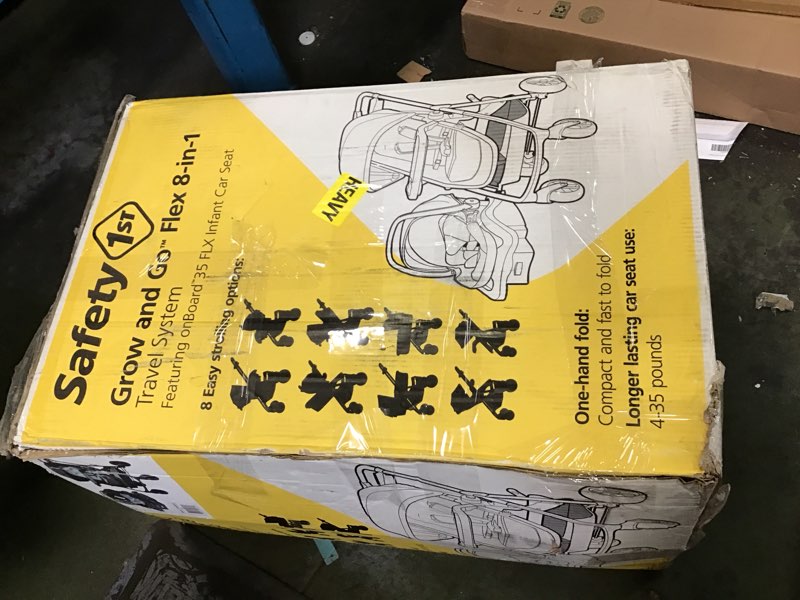 Safety 1ST
Grow and Go™ Flex 8-in-1
Travel System
Featuring onBoard™35 FLX Infant Car Seat
8 Easy strolling options:
HEAVY
One-hand fold:
Compact and fast to fold
Longer lasting car seat use:
4-35 pounds